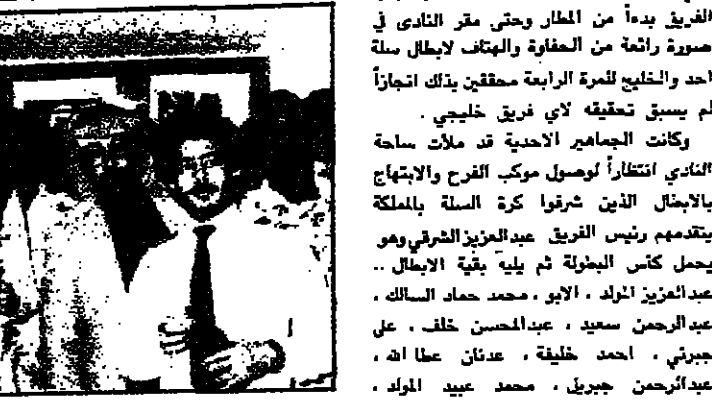 الفريق بدءاً من المطار وحتى مقر النادى في
صورة رائعة من الحفاوة والهتاف لابطال سلة
احد والخليج للمرة الرابعة محققين بذلك انجازاً
لم يسبق تحقيقه لاي فريق خليجي .
وكانت الجماهير الاحدية قد ملأت ساحة
النادي انتظاراً لوصول موكب الفرح والابتهاج
بالابطال الذين شرفوا كرة السلة بالمملكة
يتقدمهم رئيس الفريق عبدالعزيز الشرقي وهو
يحمل كأس البطولة ثم يليه بقية الابطال ..
عبدالعزيز المولد ، الابو ، محمد حماد السالك ،
عبدالرحمن سعيد ، عبدالمحسن خلف ، على
جبرتي ، احمد خليفة ، عدنان عطا الله ،
عبدالرحمن جبريل ، محمد عبيد المولد ،